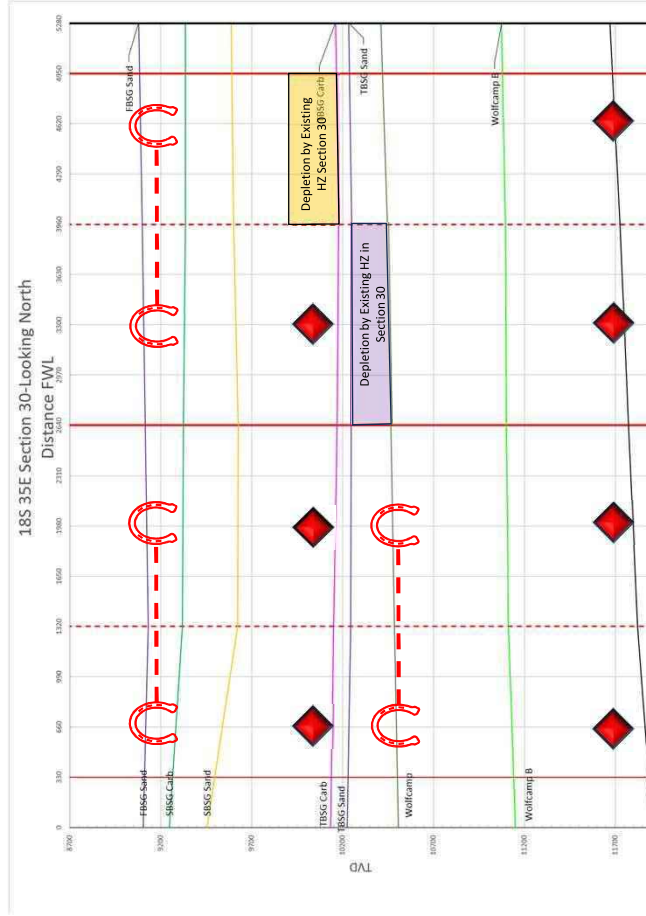 18S 35E Section 30-Looking North
Distance FWL
0
330
660
990
1320
1650
1980
2310
2640
2970
3300
3630
3960
4290
4620
4950
5280
TVD
8700
9200
9700
10200
10700
11200
11700
FBSG Sand
SBSG Carb
SBSG Sand
TBSG Carb
TBSG Sand
Wolfcamp
Wolfcamp B
FBSG Sand
BSG Carb
TBSG Sand
Wolfcamp B
Depletion by Existing
HZ Section 30
Depletion by Existing HZ in
Section 30